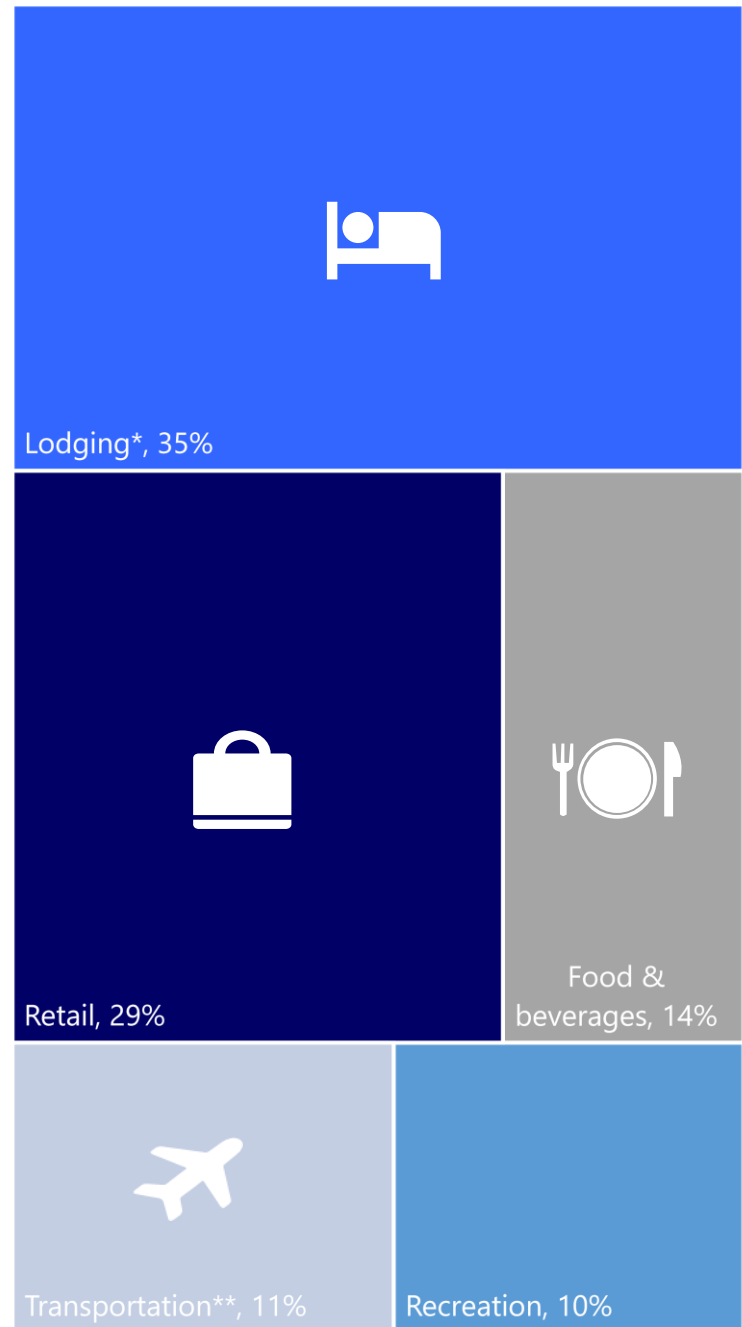 Lodging*, 35%
Retail, 29%
Food &
beverages, 14%
Transportation**, 11%
Recreation, 10%